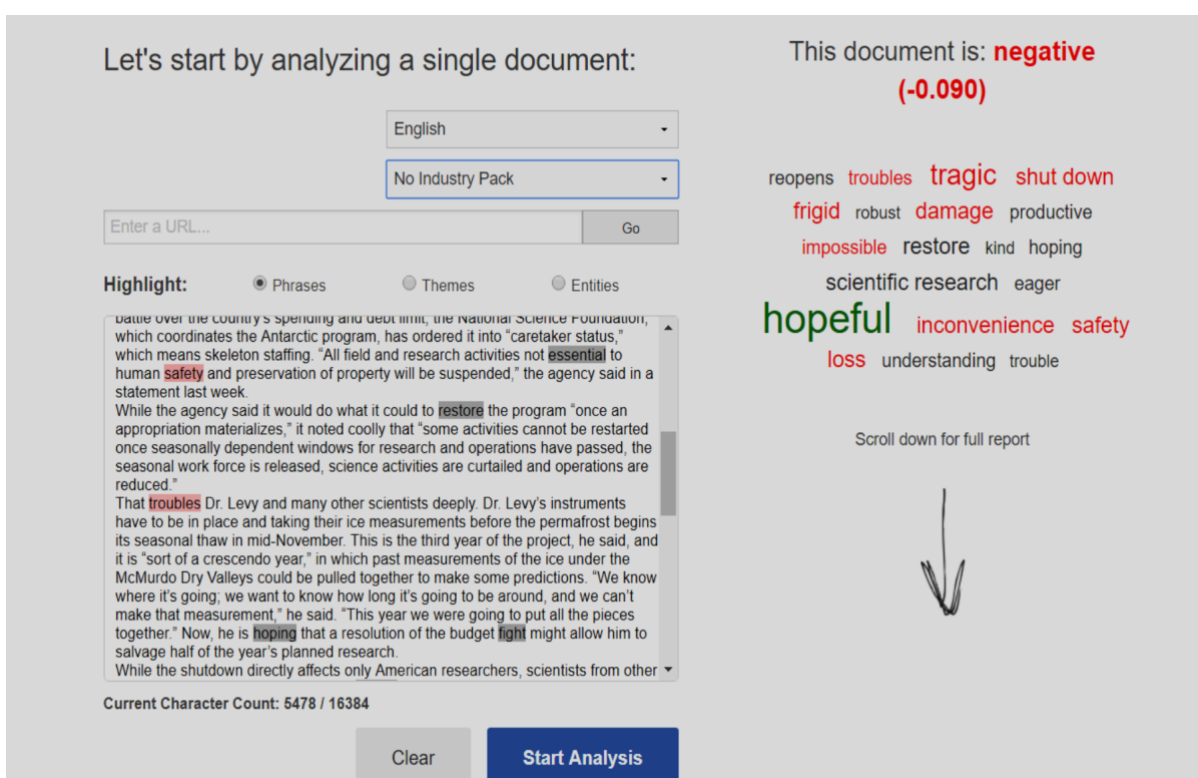 Let's start by analyzing a single document:
English
No Industry Pack
Enter a URL...
Go
Highlight:
Phrases
Themes
Entities
battle over the country's spending and debt limit, the National Science Foundation,
which coordinates the Antarctic program, has ordered it into “caretaker status,”
which means skeleton staffing. “All field and research activities not essential to
human safety and preservation of property will be suspended,” the agency said in a
statement last week.
While the agency said it would do what it could to restore the program “once an
appropriation materializes,” it noted coolly that “some activities cannot be restarted
once seasonally dependent windows for research and operations have passed, the
seasonal work force is released, science activities are curtailed and operations are
reduced.”
That troubles Dr. Levy and many other scientists deeply. Dr. Levy’s instruments
have to be in place and taking their ice measurements before the permafrost begins
its seasonal thaw in mid-November. This is the third year of the project, he said, and
it is “sort of a crescendo year,” in which past measurements of the ice under the
McMurdo Dry Valleys could be pulled together to make some predictions. “We know
where it’s going; we want to know how long it’s going to be around, and we can’t
make that measurement,” he said. “This year we were going to put all the pieces
together.” Now, he is hoping that a resolution of the budget fight might allow him to
salvage half of the year’s planned research.
While the shutdown directly affects only American researchers, scientists from other
Current Character Count: 5478 / 16384
Clear
Start Analysis
This document is: negative
(-0.090)
reopens troubles tragic shut down
frigid robust damage productive
impossible restore kind hoping
scientific research eager
hopeful inconvenience safety
loss understanding trouble
Scroll down for full report